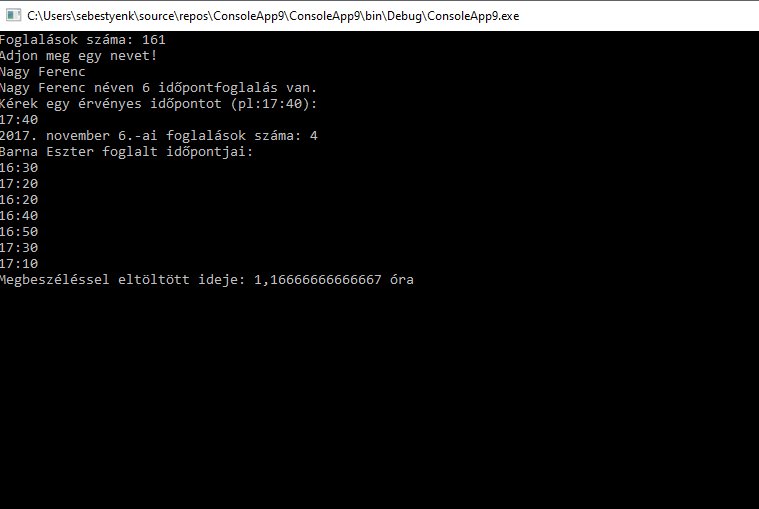 C:\Users\sebestyenk\source\repos\ConsoleApp9\ConsoleApp9\bin\Debug\ConsoleApp9.exe
Foglalások száma: 161
Adjon meg egy nevet!
Nagy Ferenc
Nagy Ferenc néven 6 időpontfoglalás van.
Kérek egy érvényes időpontot (pl:17:40):
17:40
2017. november 6.-ai foglalások száma: 4
Barna Eszter foglalt időpontjai:
16:30
17:20
16:20
16:40
16:50
17:30
17:10
Megbeszéléssel eltöltött ideje: 1,16666666666667 óra